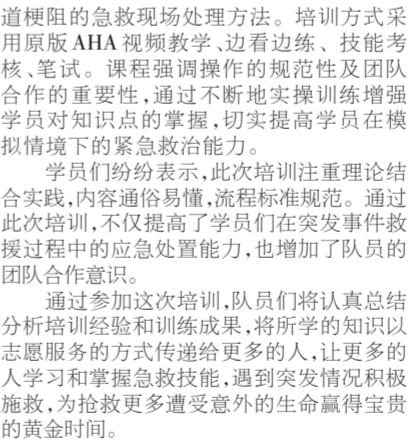 道梗阻的急救现场处理方法。培训方式采
用原版AHA视频教学、边看边练、技能考
核、笔试。课程强调操作的规范性及团队
合作的重要性,通过不断地实操训练增强
学员对知识点的掌握,切实提高学员在模
拟情境下的紧急救治能力。
学员们纷纷表示,此次培训注重理论结
合实践,内容通俗易懂,流程标准规范。通过
此次培训,不仅提高了学员们在突发事件救
援过程中的应急处置能力,也增加了队员的
团队合作意识。
通过参加这次培训,队员们将认真总结
分析培训经验和训练成果,将所学的知识以
志愿服务的方式传递给更多的人,让更多的
人学习和掌握急救技能,遇到突发情况积极
施救,为抢救更多遭受意外的生命赢得宝贵
的黄金时间。